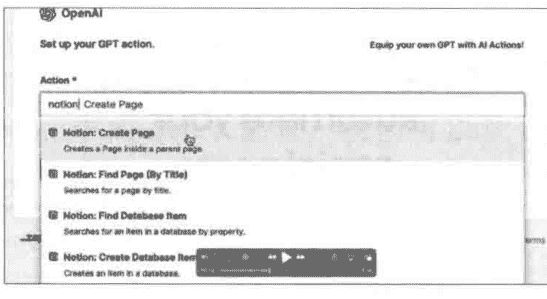 OpenAI
Set up your GPT action.
Equip your own GPT with AI Actions!
Action *
notion Create Page
Notion: Create Page
Creates a Page inside a parent page
Notion: Find Page (By Title)
Searches for a page by title.
Notion: Find Database Item
Searches for an item in a database by property.
Notion: Create Database Item
Creates an item in a database.